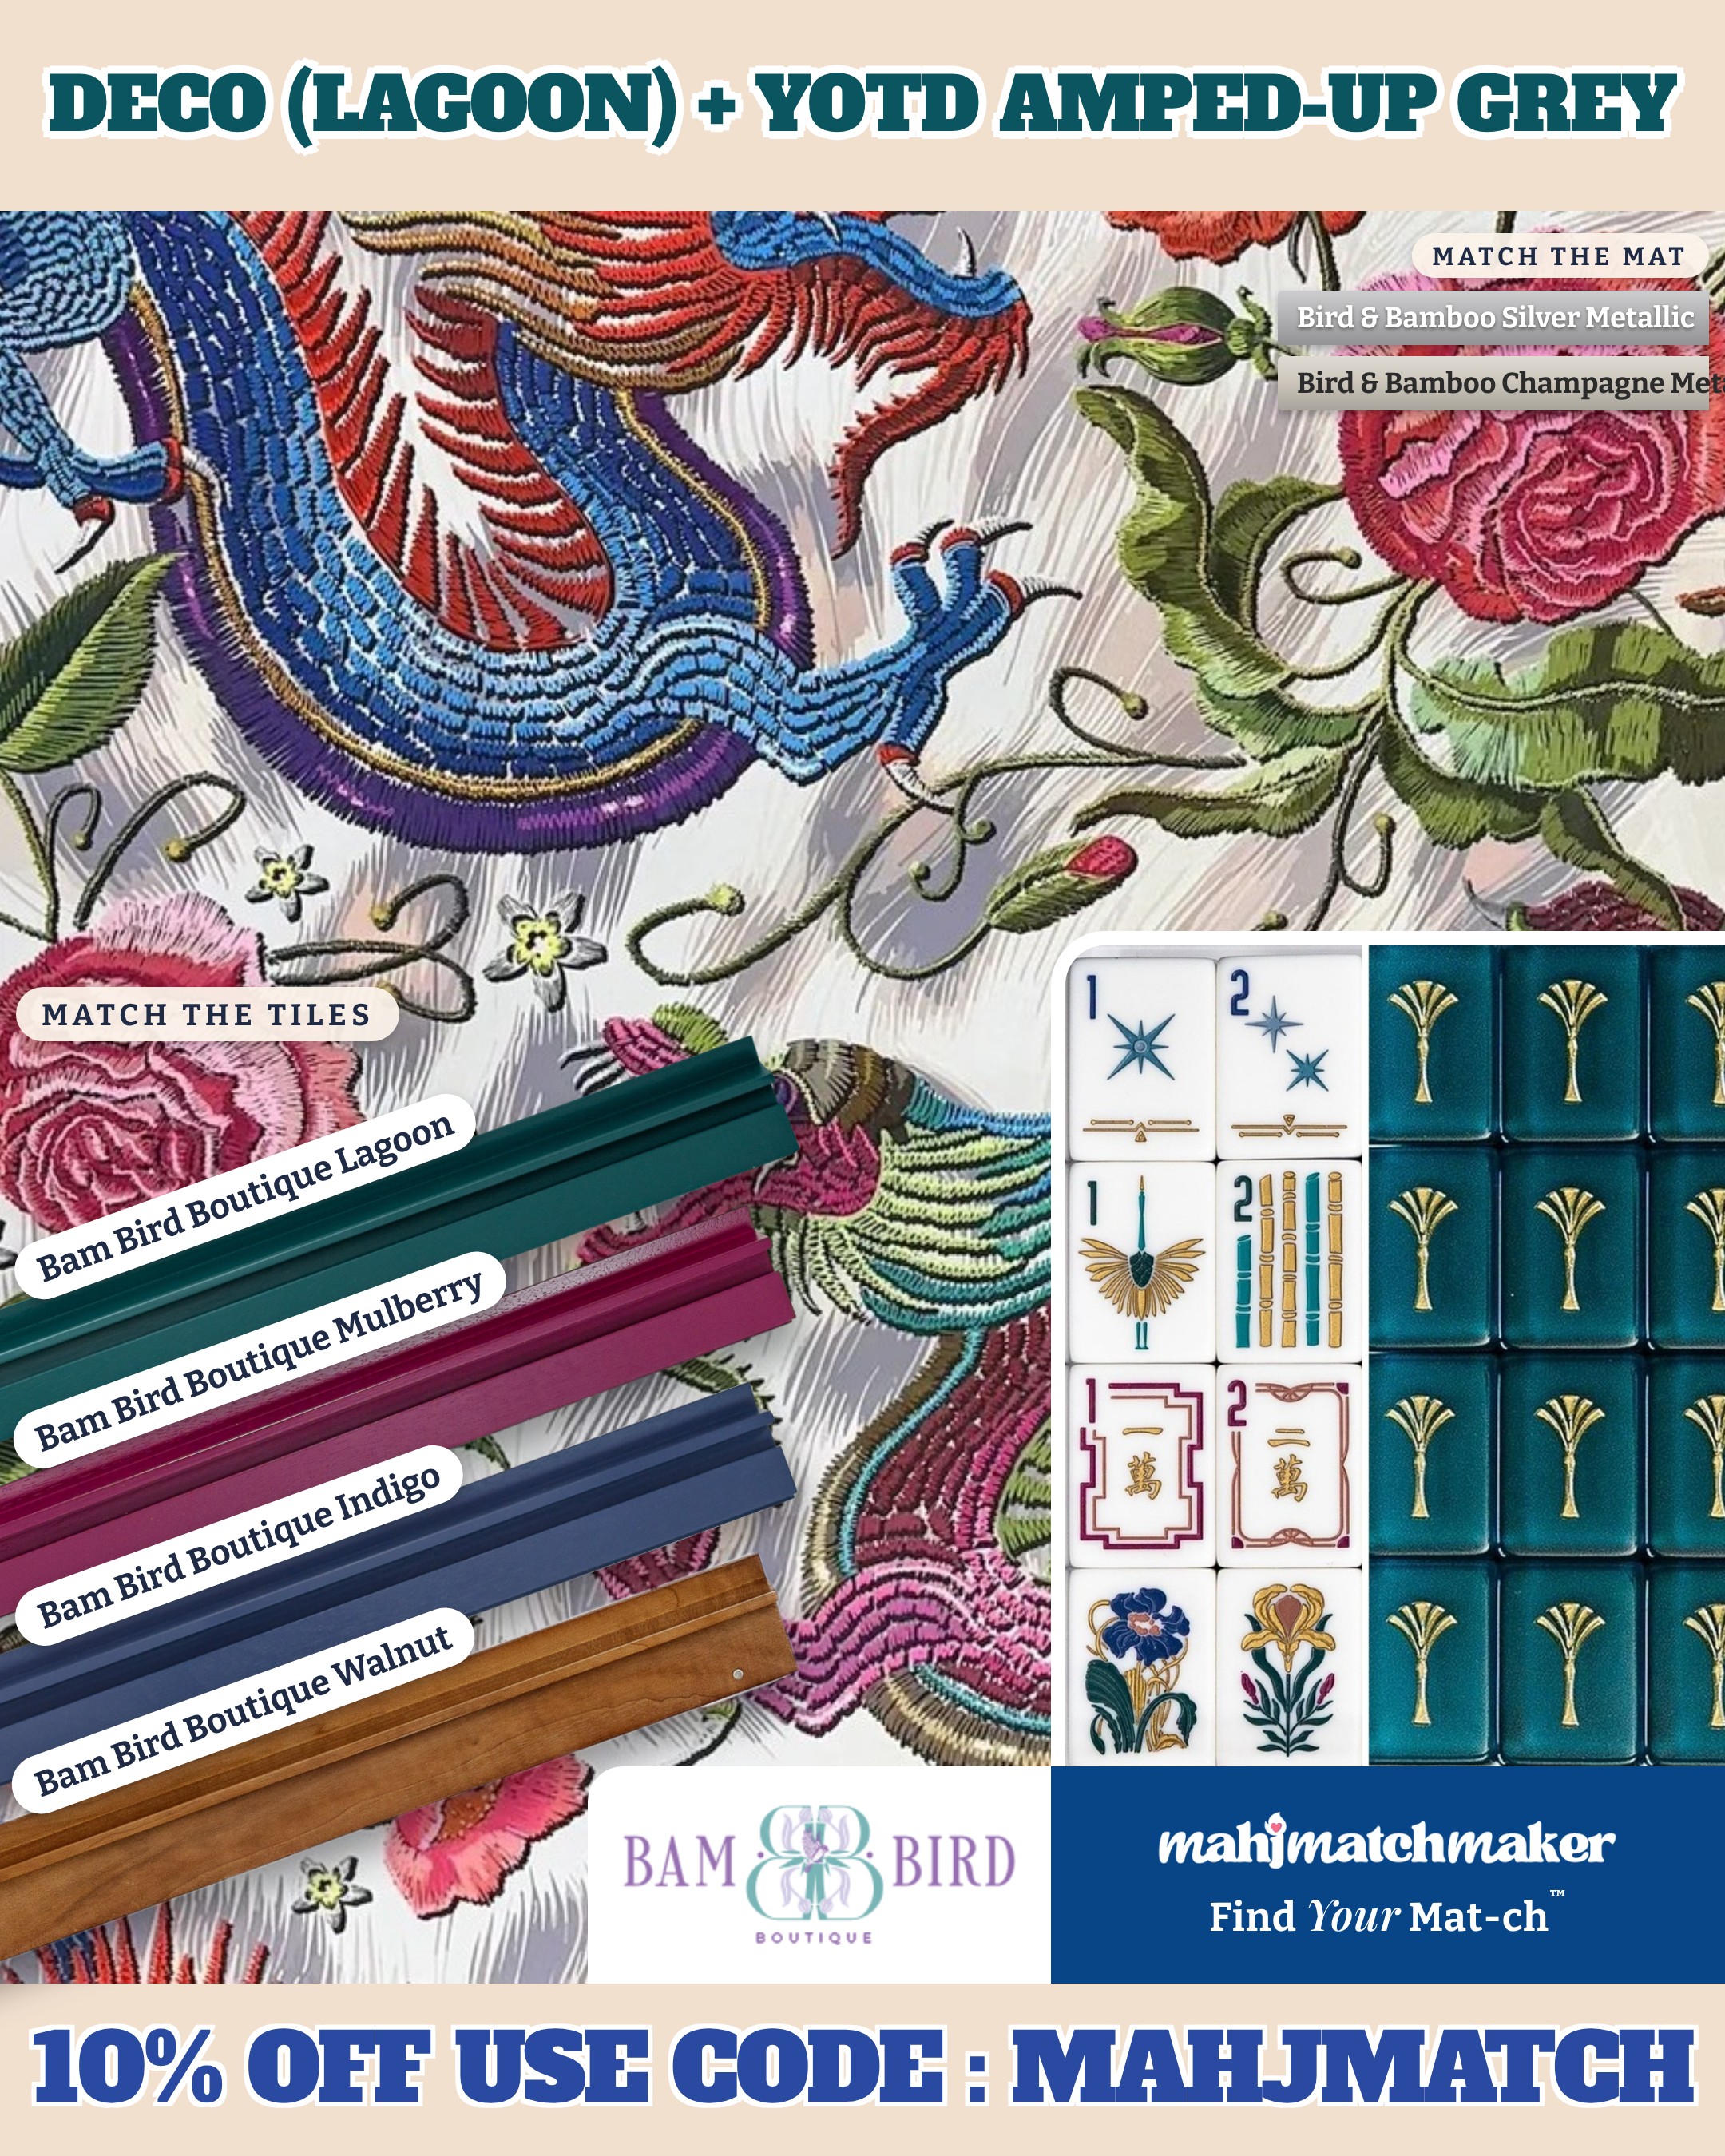 DECO (LAGOON) + YOTD AMPED-UP GREY
MATCH THE MAT
Bird & Bamboo Silver Metallic
Bird & Bamboo Champagne Met
MATCH THE TILES
Bam Bird Boutique Lagoon
Bam Bird Boutique Mulberry
Bam Bird Boutique Indigo
Bam Bird Boutique Walnut
1
2
1
2
1
一萬
2
二萬
BAM BIRD
BOUTIQUE
mahjmatchmaker
Find Your Mat-ch™
10% OFF USE CODE : MAHJMATCH